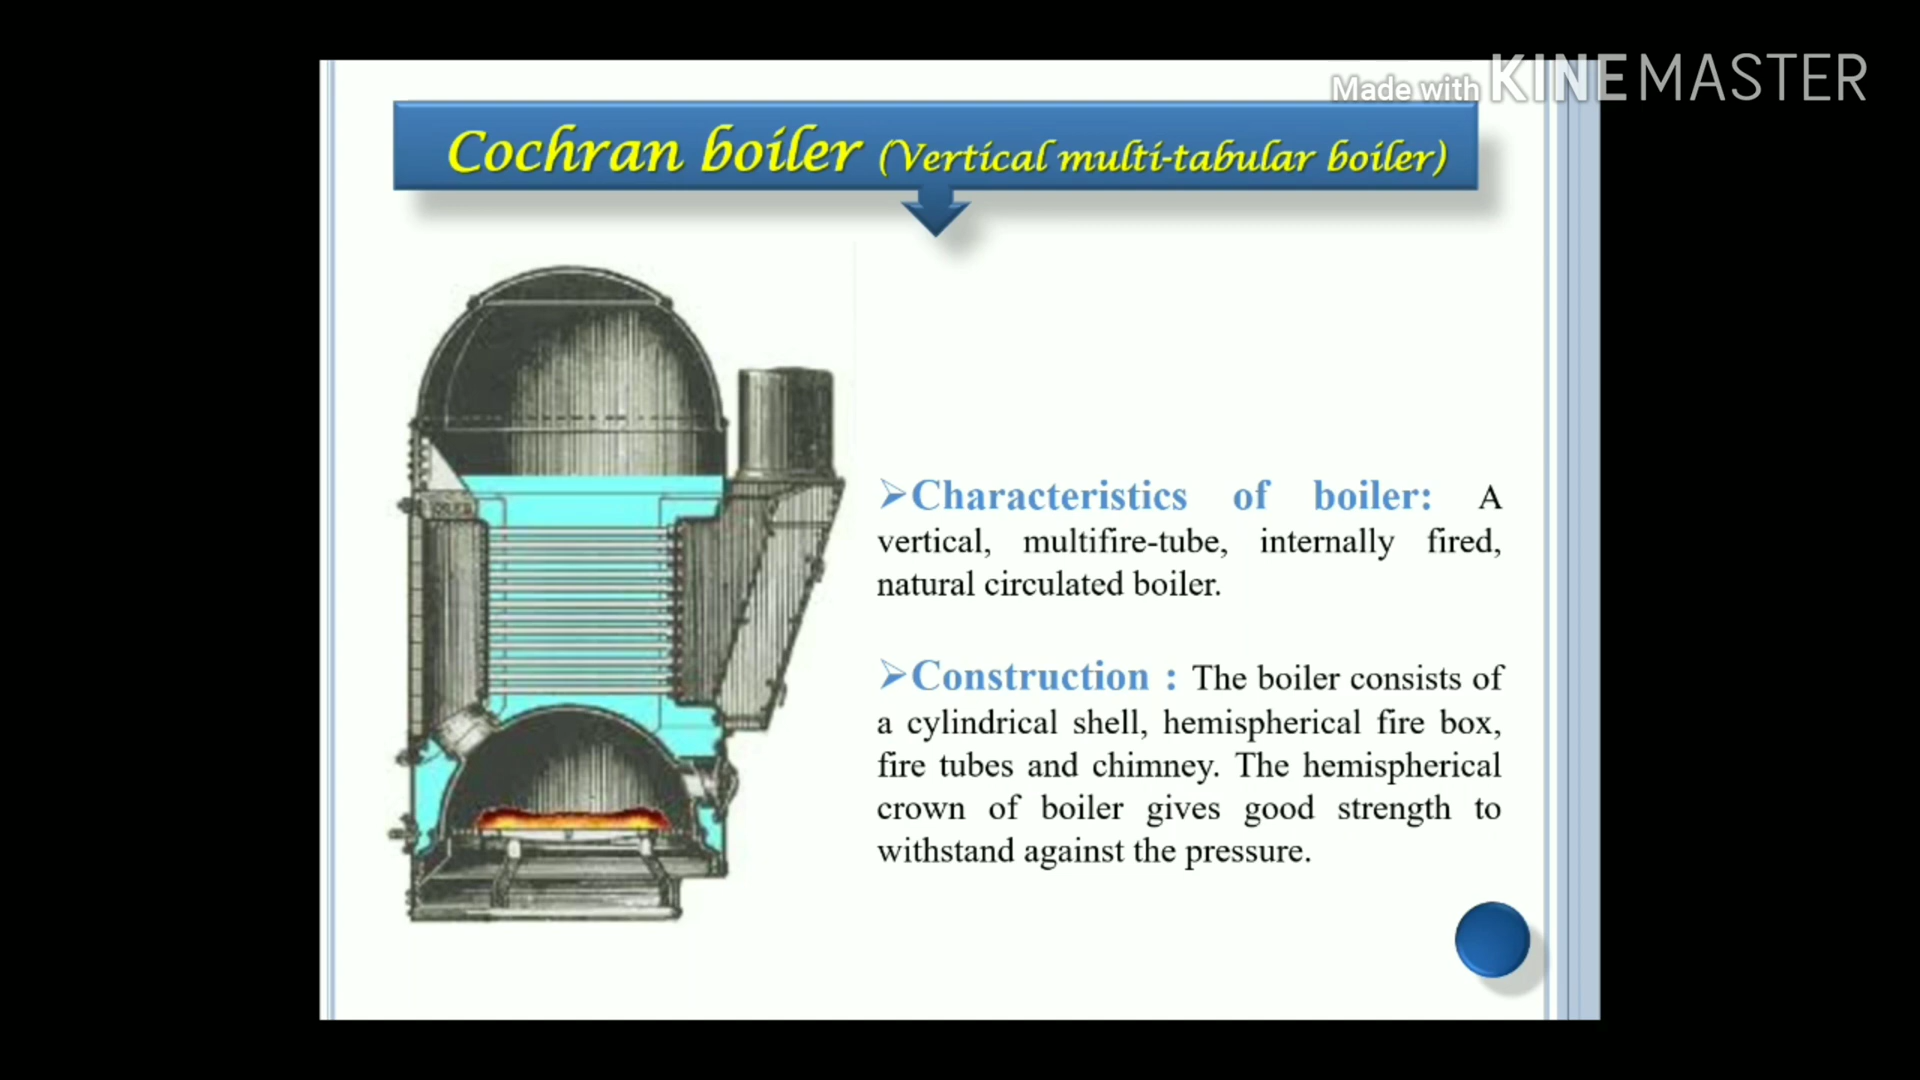 Made with KINEMASTER
Cochran boiler (Vertical multi-tabular boiler)
➢Characteristics of boiler: A
vertical, multifire-tube, internally fired,
natural circulated boiler.
➢Construction : The boiler consists of
a cylindrical shell, hemispherical fire box,
fire tubes and chimney. The hemispherical
crown of boiler gives good strength to
withstand against the pressure.